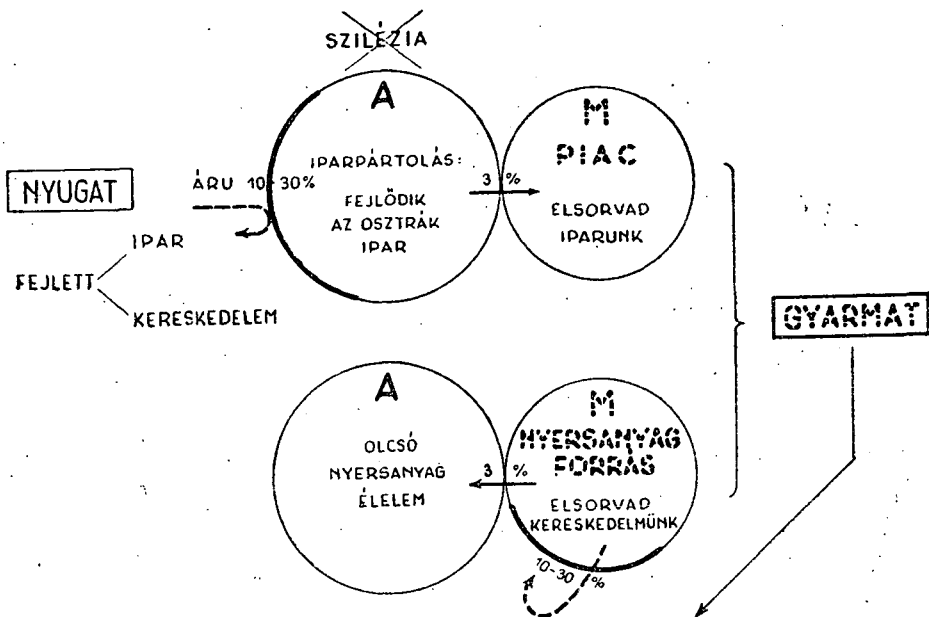 SZILÉZIA
A
IPARPÁRTOLÁS:
FEJLŐDIK
AZ OSZTRÁK
IPAR
M
PIAC
ELSORVAD
IPARUNK
3 %
NYUGAT
ÁRU 10-30%
FEJLETT
IPAR
KERESKEDELEM
GYARMAT
A
OLCSÓ
NYERSANYAG
ÉLELEM
3 %
M
NYERSANYAG
FORRÁS
ELSORVAD
KERESKEDELMÜNK
10-30 %